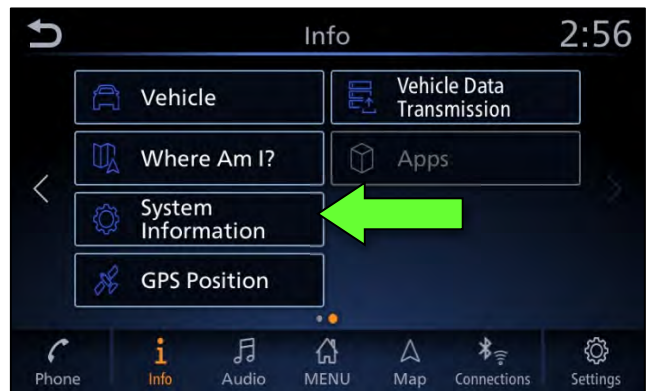 Info
2:56
Vehicle
Vehicle Data
Transmission
Where Am I?
Apps
System
Information
GPS Position
Phone
Info
Audio
MENU
Map
Connections
Settings